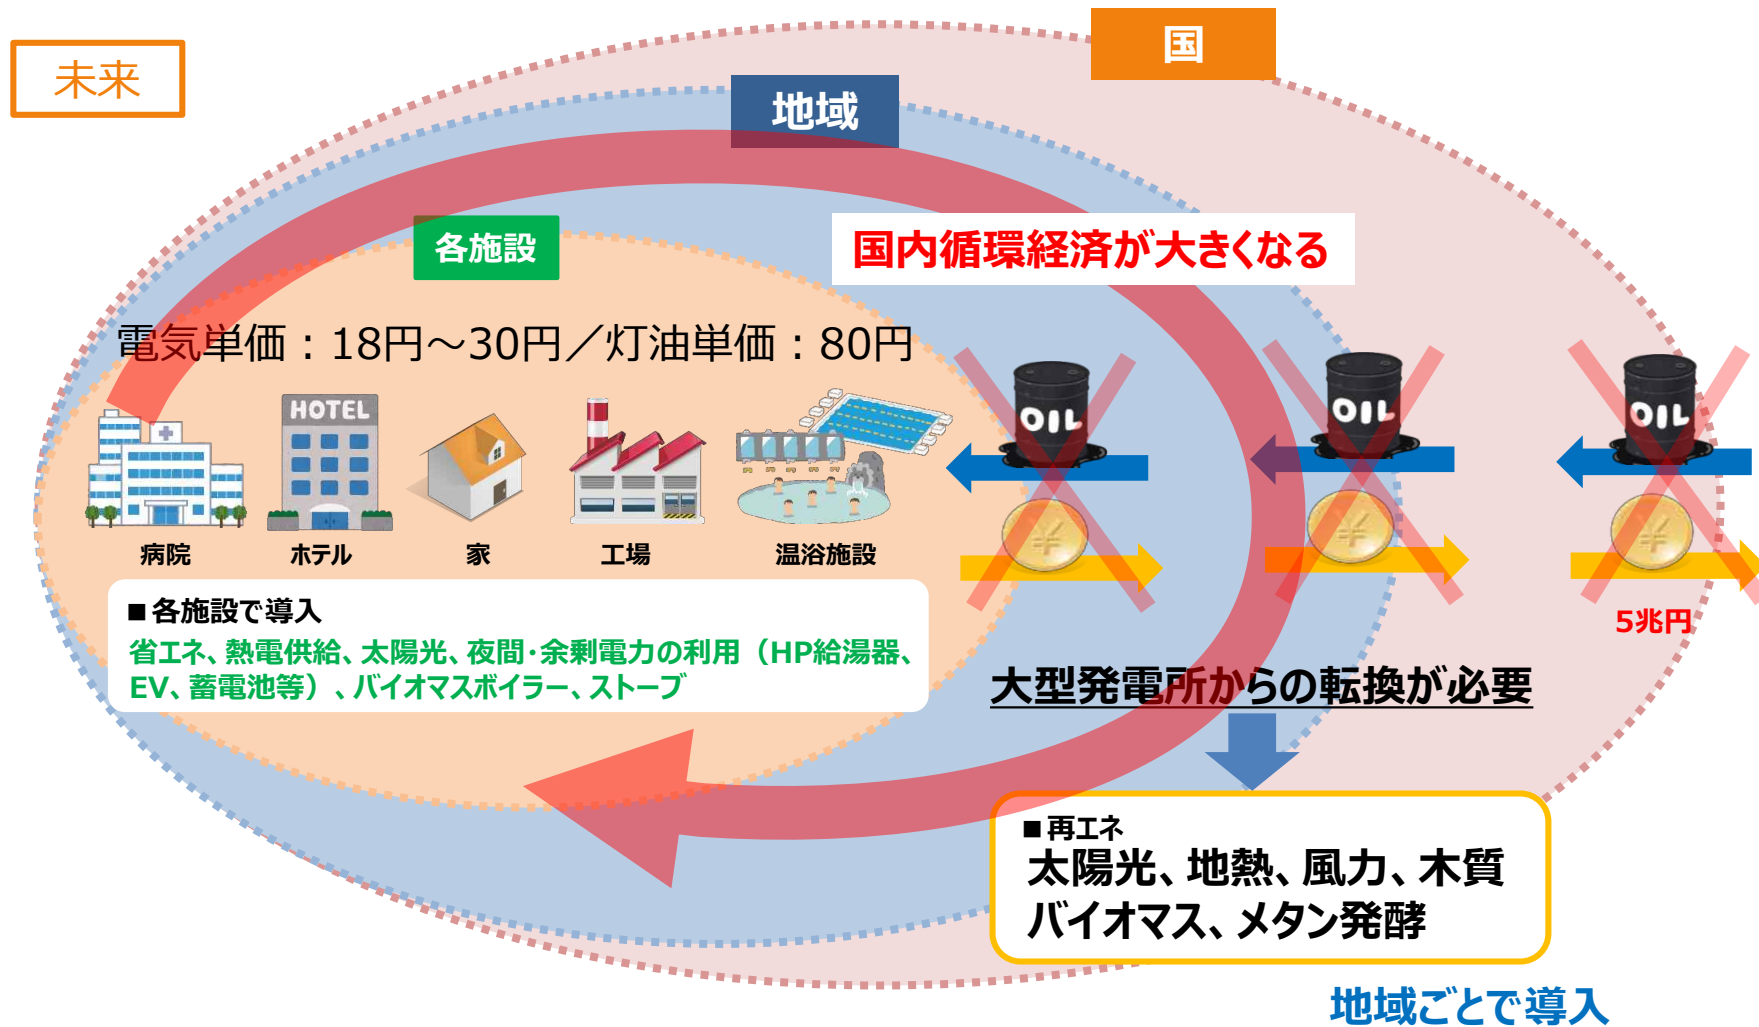 未来
国
地域
各施設
国内循環経済が大きくなる
電気単価：18円～30円／灯油単価：80円
HOTEL
OIL
OIL
OIL
¥
¥
¥
病院
ホテル
家
工場
温浴施設
5兆円
■各施設で導入
省エネ、熱電供給、太陽光、夜間・余剰電力の利用（HP給湯器、
EV、蓄電池等）、バイオマスボイラー、ストーブ
大型発電所からの転換が必要
■再エネ
太陽光、地熱、風力、木質
バイオマス、メタン発酵
地域ごとで導入